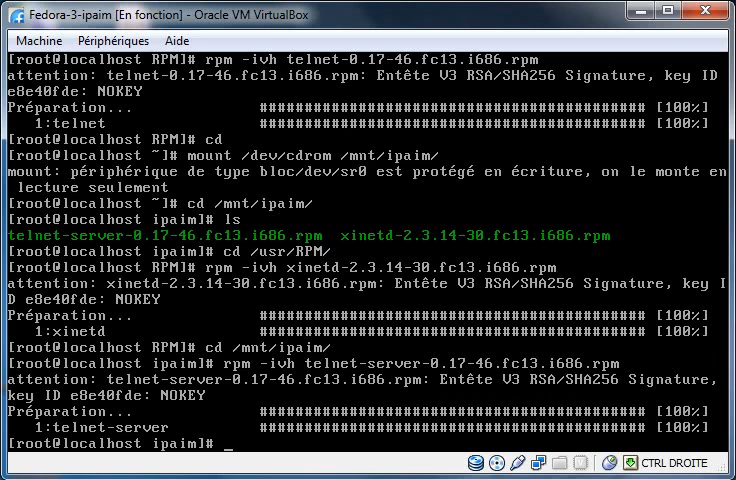 Fedora-3-ipaim [En fonction] - Oracle VM VirtualBox
Machine Périphériques Aide
[root@localhost RPM]# rpm -ivh telnet-0.17-46.fc13.i686.rpm
attention: telnet-0.17-46.fc13.i686.rpm: Entête V3 RSA/SHA256 Signature, key ID
e8e40fde: NOKEY
Préparation... ########################################### [100%]
1:telnet ########################################### [100%]
[root@localhost RPM]# cd
[root@localhost ~]# mount /dev/cdrom /mnt/ipaim/
mount: périphérique de type bloc/dev/sr0 est protégé en écriture, on le monte en
lecture seulement
[root@localhost ~]# cd /mnt/ipaim/
[root@localhost ipaim]# ls
telnet-server-0.17-46.fc13.i686.rpm xinetd-2.3.14-30.fc13.i686.rpm
[root@localhost ipaim]# cd /usr/RPM/
[root@localhost RPM]# rpm -ivh xinetd-2.3.14-30.fc13.i686.rpm
attention: xinetd-2.3.14-30.fc13.i686.rpm: Entête V3 RSA/SHA256 Signature, key I
D e8e40fde: NOKEY
Préparation... ########################################### [100%]
1:xinetd ########################################### [100%]
[root@localhost RPM]# cd /mnt/ipaim/
[root@localhost ipaim]# rpm -ivh telnet-server-0.17-46.fc13.i686.rpm
attention: telnet-server-0.17-46.fc13.i686.rpm: Entête V3 RSA/SHA256 Signature,
key ID e8e40fde: NOKEY
Préparation... ########################################### [100%]
1:telnet-server ########################################### [100%]
[root@localhost ipaim]# _
CTRL DROITE